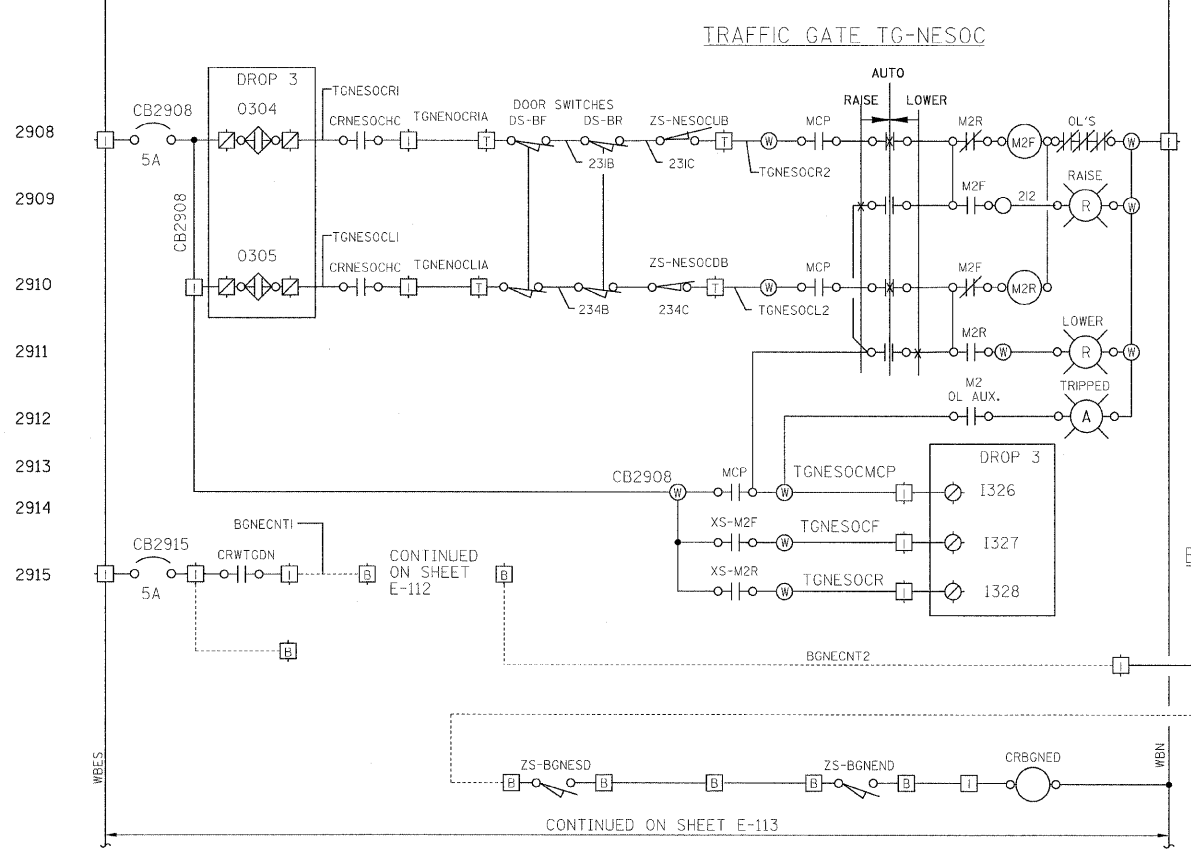 TRAFFIC GATE TG-NESOC
AUTO
RAISE LOWER
DROP 3
2908 CB2908 5A 0304 TGNESOCRI CRNESOCHC TGNENOCRIA T DOOR SWITCHES DS-BF DS-BR 231B ZS-NESOCUB 231C T TGNESOCR2 W MCP M2R M2F OL'S W I
2909 CB2908 M2F 212 RAISE R W
2910 I 0305 TGNESOCLI CRNESOCHC I TGNENOCLIA T 234B ZS-NESOCDB 234C T TGNESOCL2 W MCP M2F M2R
2911 M2R W LOWER R W
2912 M2 OL AUX. TRIPPED A
2913 DROP 3
CB2908 W MCP W TGNESOCMCP I I326
2914 XS-M2F W TGNESOCF I I327
2915 CB2915 5A I CRWTGDN I BGNECNTI B CONTINUED ON SHEET E-112 B
XS-M2R W TGNESOCR I I328
B
BGNECNT2 I
WBES WBN
B ZS-BGNESD B B B ZS-BGNEND B I CRBGNED
CONTINUED ON SHEET E-113